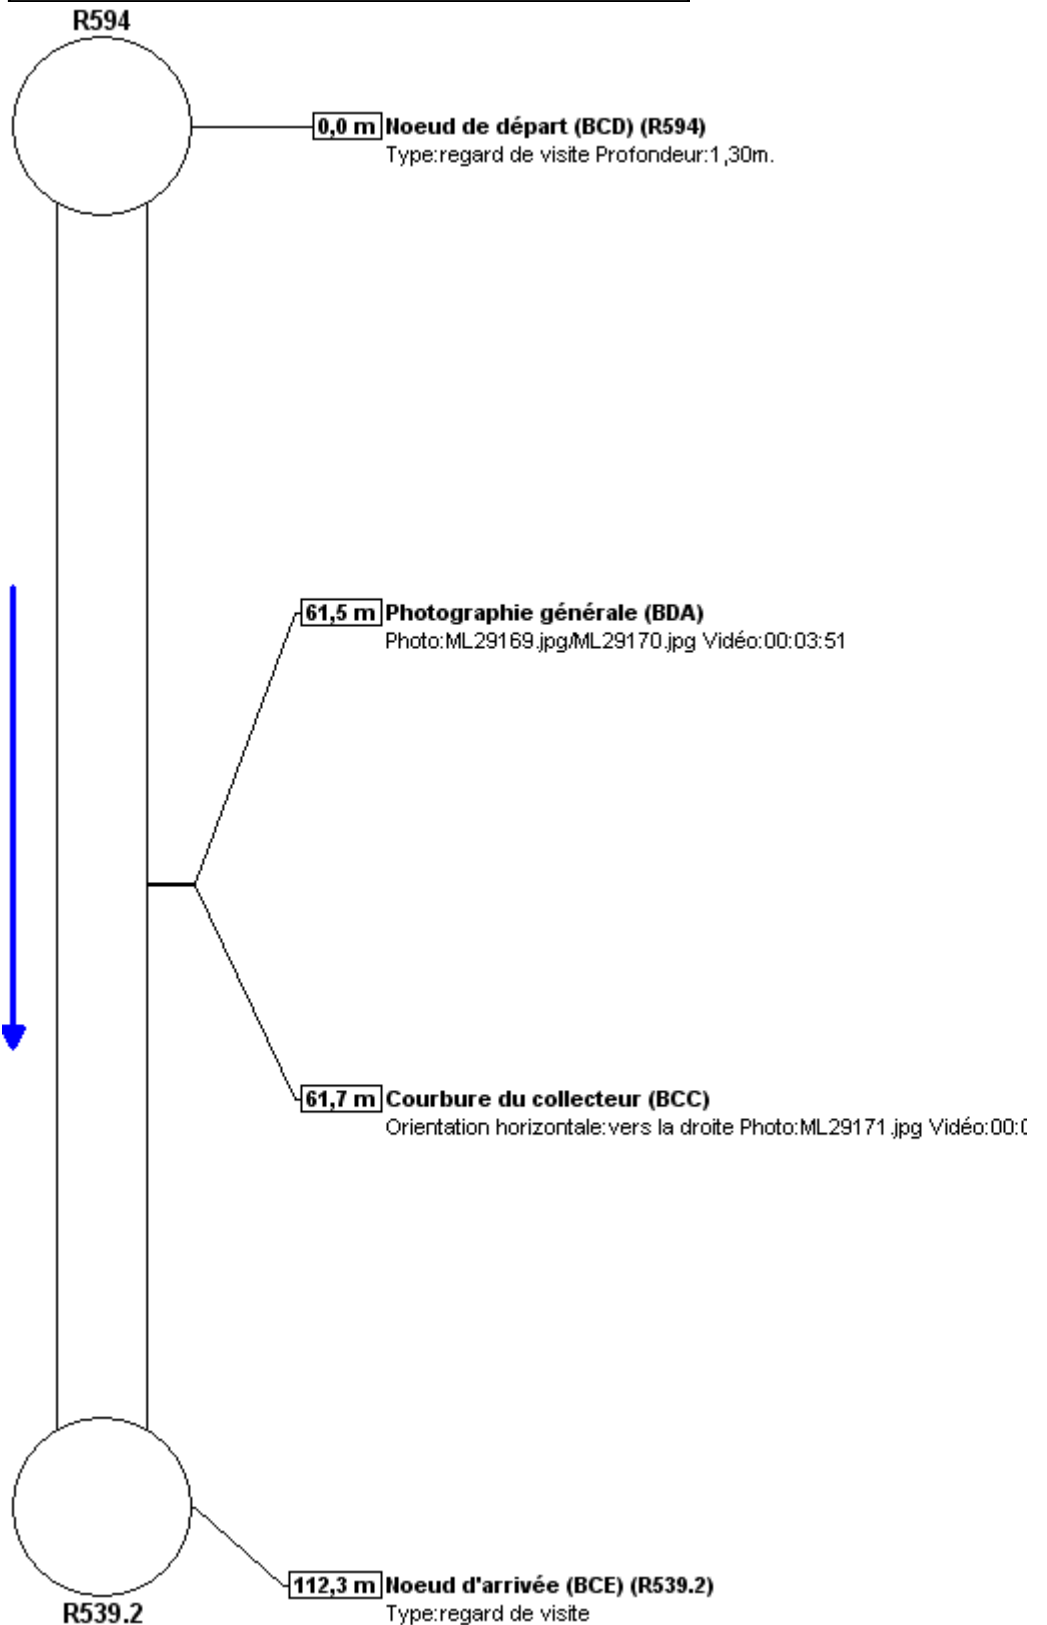 R594
0,0 m Noeud de départ (BCD) (R594)
Type:regard de visite Profondeur:1,30m.
61,5 m Photographie générale (BDA)
Photo:ML29169.jpg/ML29170.jpg Vidéo:00:03:51
61,7 m Courbure du collecteur (BCC)
Orientation horizontale:vers la droite Photo:ML29171.jpg Vidéo:00:
112,3 m Noeud d'arrivée (BCE) (R539.2)
Type:regard de visite
R539.2